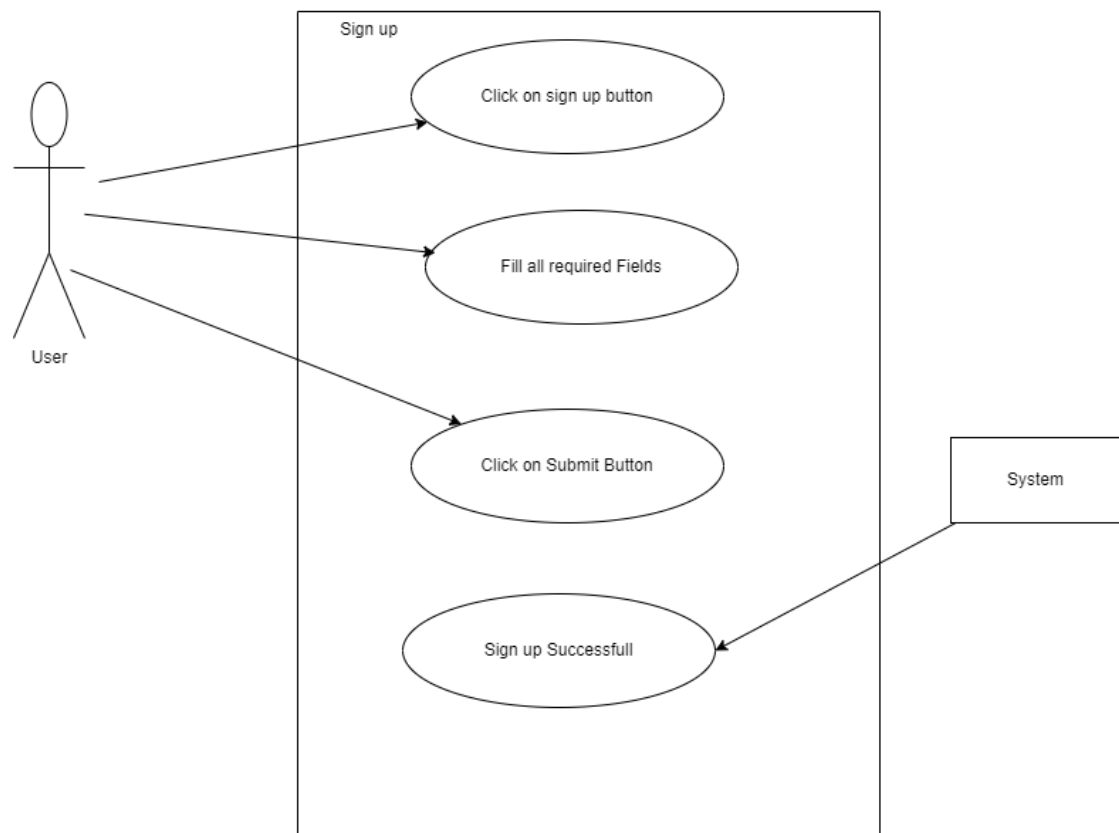 Sign up
Click on sign up button
Fill all required Fields
User
Click on Submit Button
System
Sign up Successfull